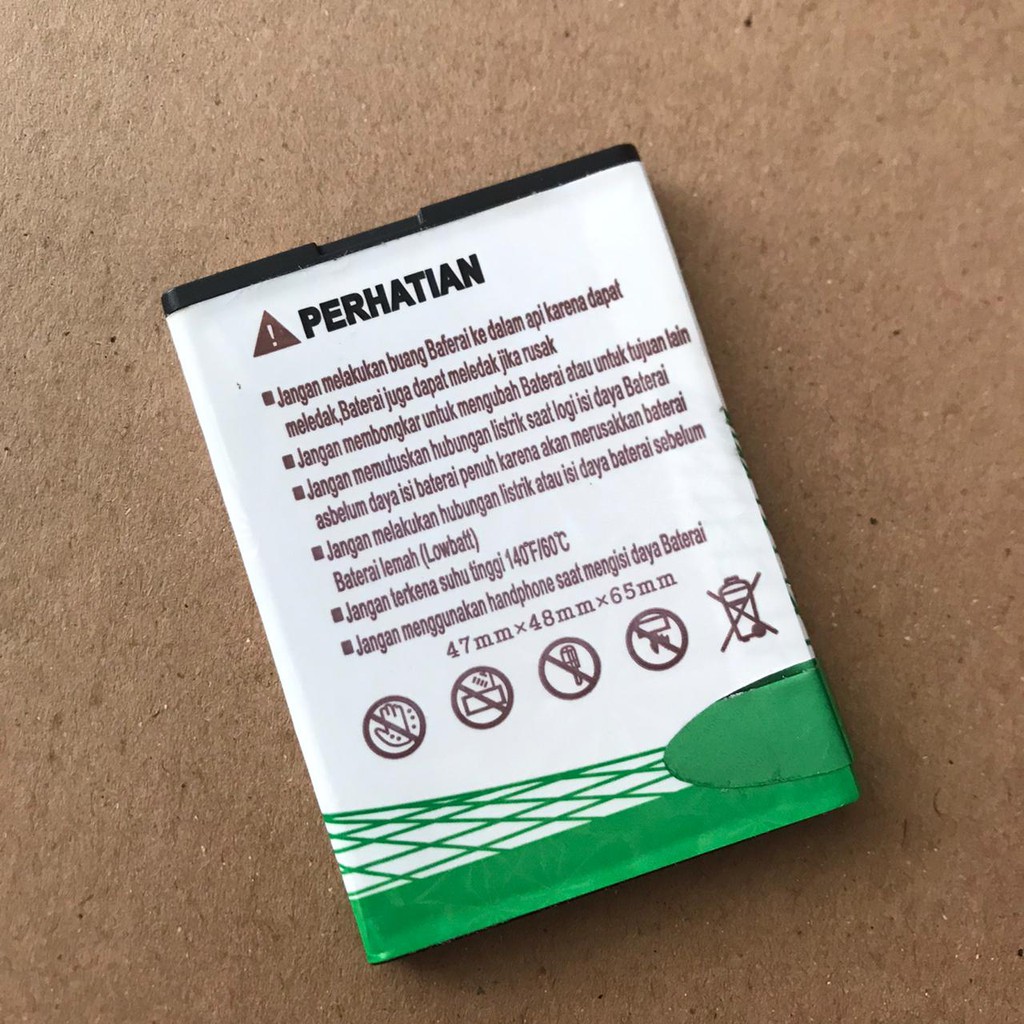 PERHATIAN
Jangan melakukan buang Baferai ke dalam api karena dapat
meledak,Baterai juga dapat meledak jika rusak
Jangan membongkar untuk mengubah Baterai atau untuk tujuan lain
Jangan memutuskan hubungan listrik saat logi isi daya Baterai
asbelum daya isi baterai penuh karena akan merusakkan baterai
Jangan melakukan hubungan listrik atau isi daya baterai sebelum
Baterai lemah (Lowbatt)
Jangan terkena suhu tinggi 140℉/60℃
Jangan menggunakan handphone saat mengisi daya Baterai
47mm×48mm×65mm